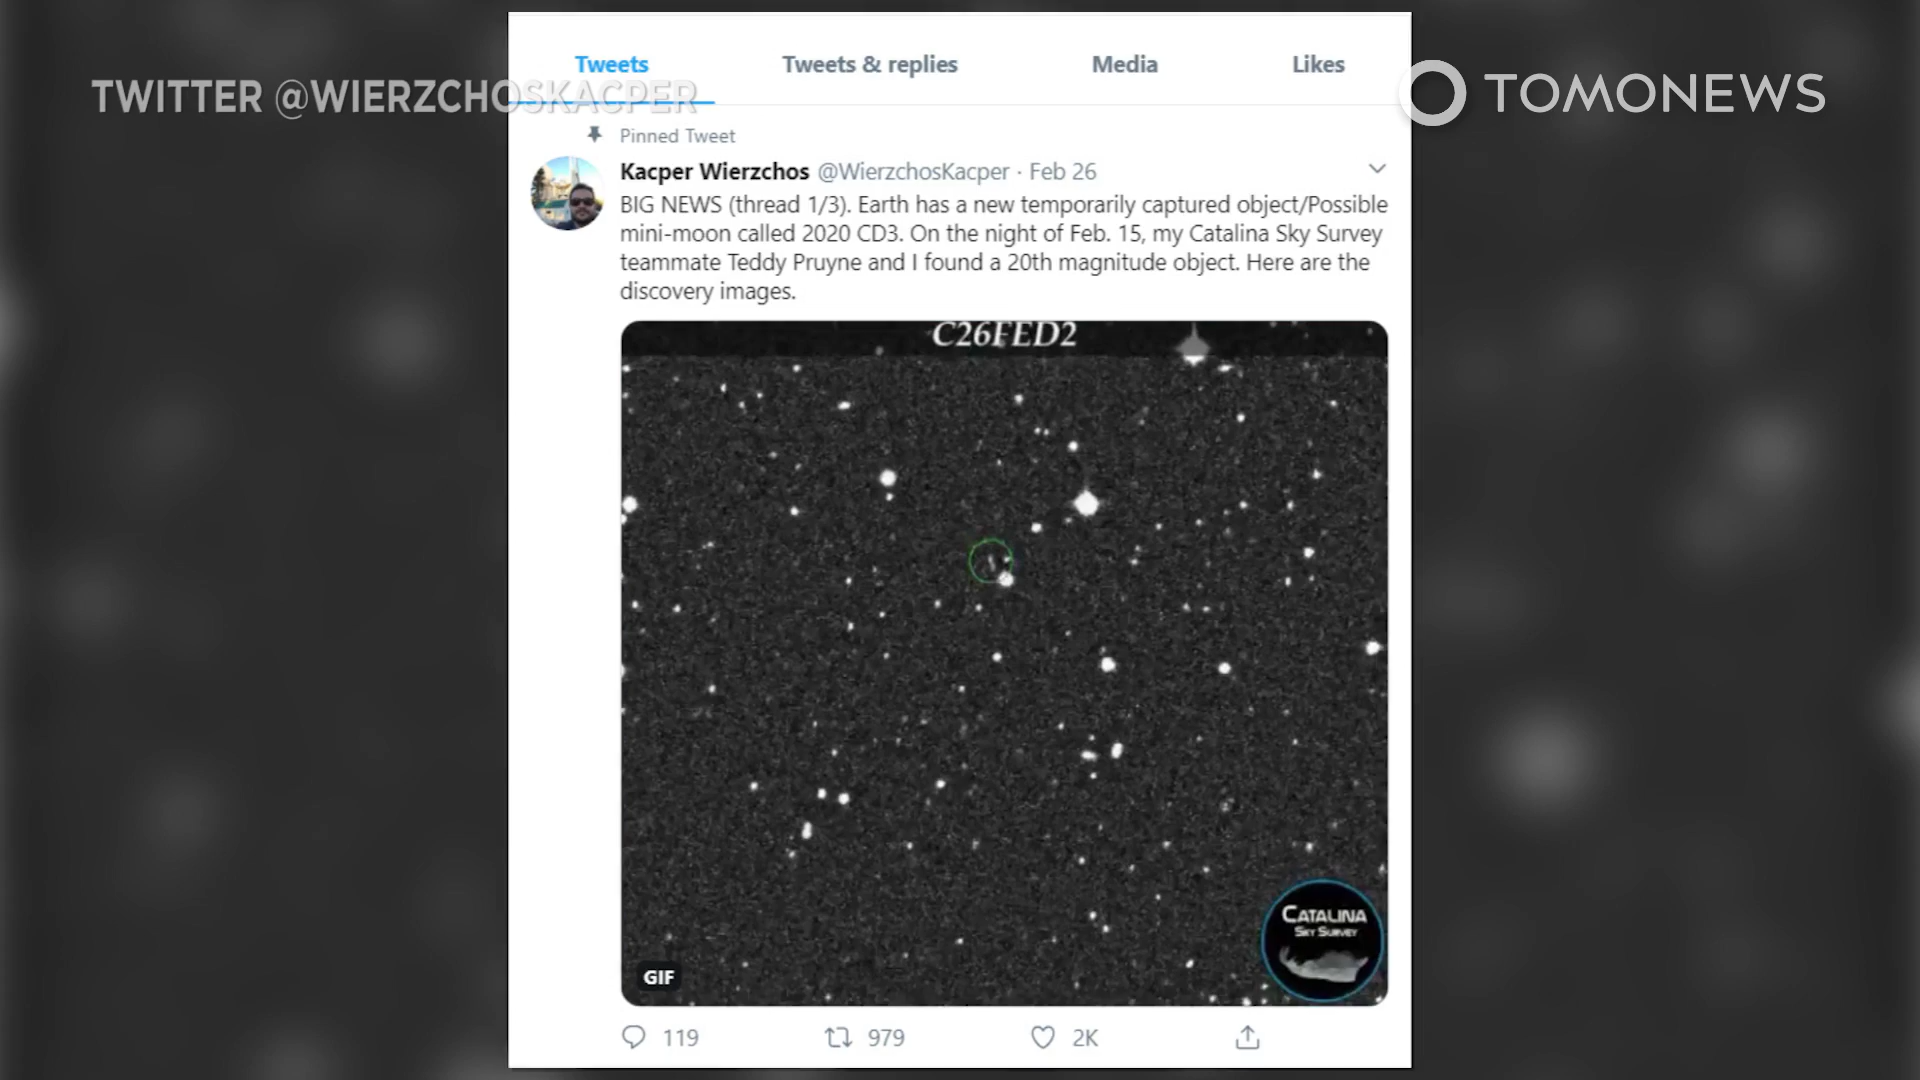 Tweets Tweets & replies Media Likes
TWITTER @WIERZCHOSKACPER
TOMONEWS
Pinned Tweet
Kacper Wierzchos @WierzchosKacper · Feb 26
BIG NEWS (thread 1/3). Earth has a new temporarily captured object/Possible
mini-moon called 2020 CD3. On the night of Feb. 15, my Catalina Sky Survey
teammate Teddy Pruyne and I found a 20th magnitude object. Here are the
discovery images.
C26FED2
CATALINA
SKY SURVEY
GIF
119 979 2K